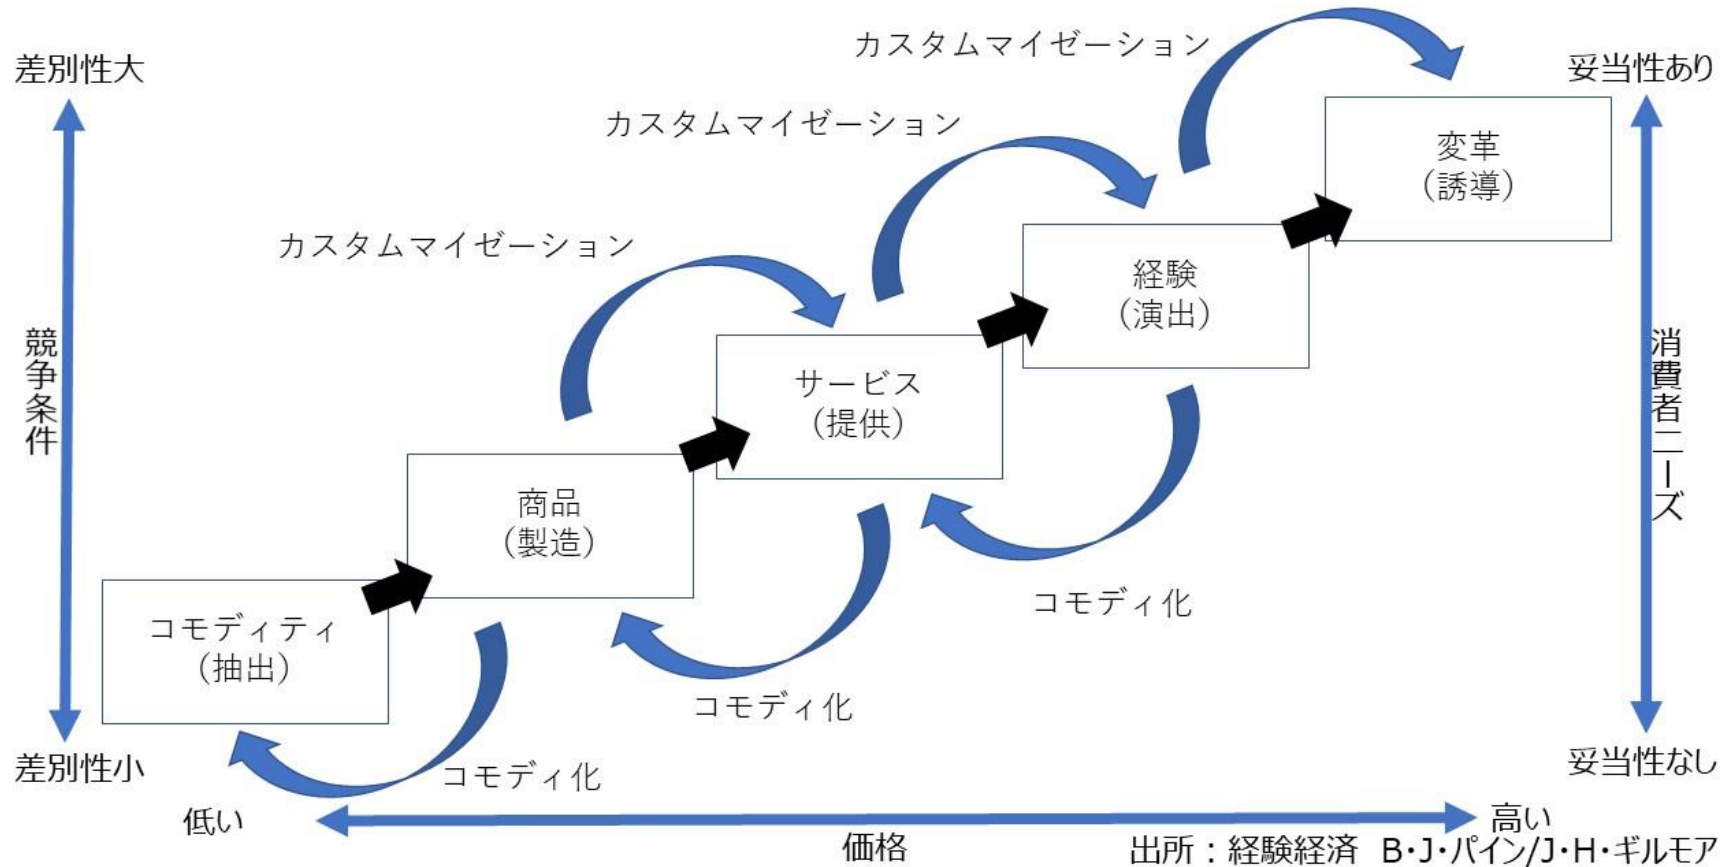 カスタムマイゼーション
差別性大
妥当性あり
カスタムマイゼーション
変革
（誘導）
カスタムマイゼーション
経験
（演出）
競争条件
消費者ニーズ
サービス
（提供）
商品
（製造）
コモディ化
コモディティ
（抽出）
コモディ化
差別性小
コモディ化
妥当性なし
低い
高い
価格
出所：経験経済 B・J・パイン/J・H・ギルモア